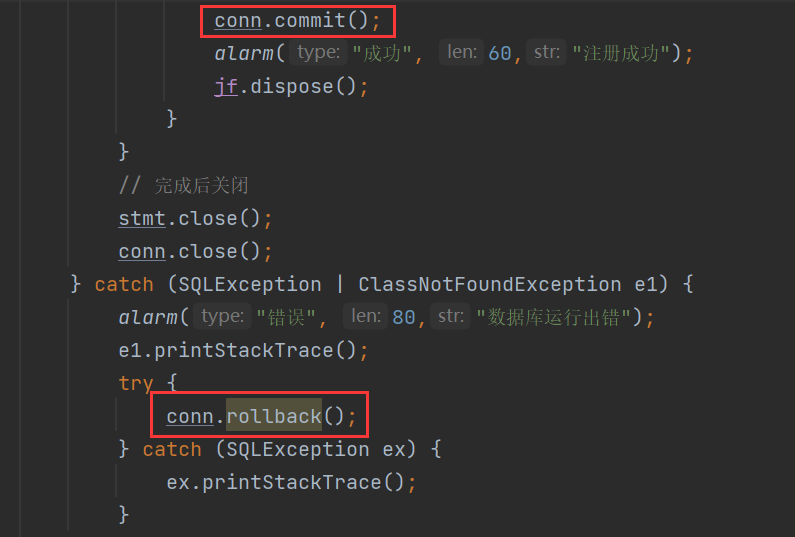 conn.commit();
alarm( type: "成功", len: 60, str: "注册成功");
jf.dispose();
}
}
// 完成后关闭
stmt.close();
conn.close();
} catch (SQLException | ClassNotFoundException e1) {
alarm( type: "错误", len: 80, str: "数据库运行出错");
e1.printStackTrace();
try {
conn.rollback();
} catch (SQLException ex) {
ex.printStackTrace();
}